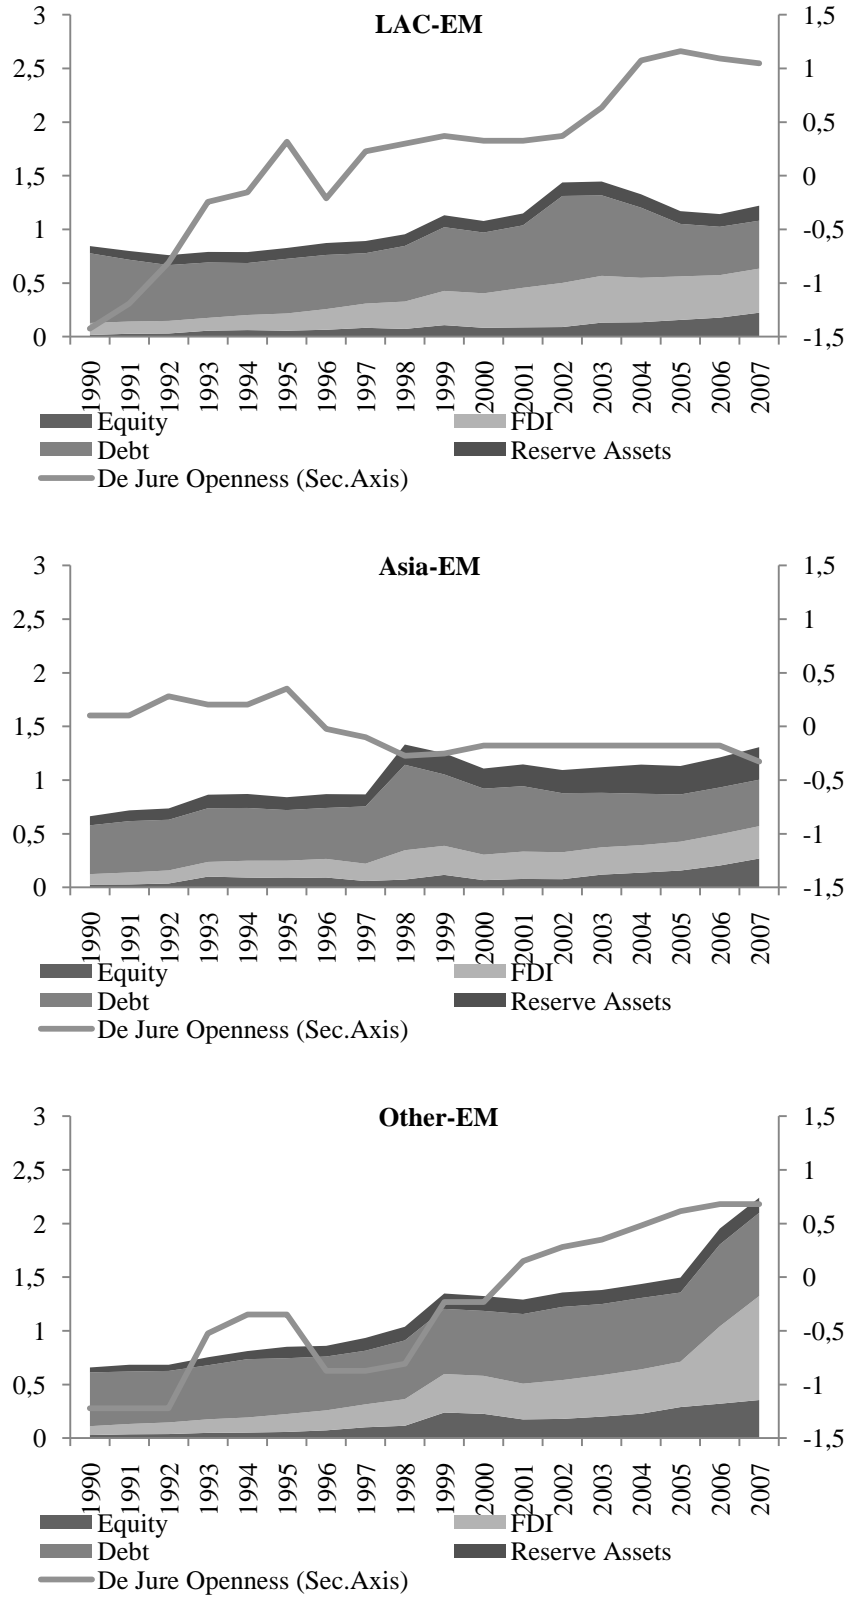 LAC-EM
3 1,5
2,5 1
2 0,5
1,5 0
1 -0,5
0,5 -1
0 -1,5
1990 1991 1992 1993 1994 1995 1996 1997 1998 1999 2000 2001 2002 2003 2004 2005 2006 2007
Equity FDI
Debt Reserve Assets
De Jure Openness (Sec.Axis)
Asia-EM
3 1,5
2,5 1
2 0,5
1,5 0
1 -0,5
0,5 -1
0 -1,5
1990 1991 1992 1993 1994 1995 1996 1997 1998 1999 2000 2001 2002 2003 2004 2005 2006 2007
Equity FDI
Debt Reserve Assets
De Jure Openness (Sec.Axis)
Other-EM
3 1,5
2,5 1
2 0,5
1,5 0
1 -0,5
0,5 -1
0 -1,5
1990 1991 1992 1993 1994 1995 1996 1997 1998 1999 2000 2001 2002 2003 2004 2005 2006 2007
Equity FDI
Debt Reserve Assets
De Jure Openness (Sec.Axis)